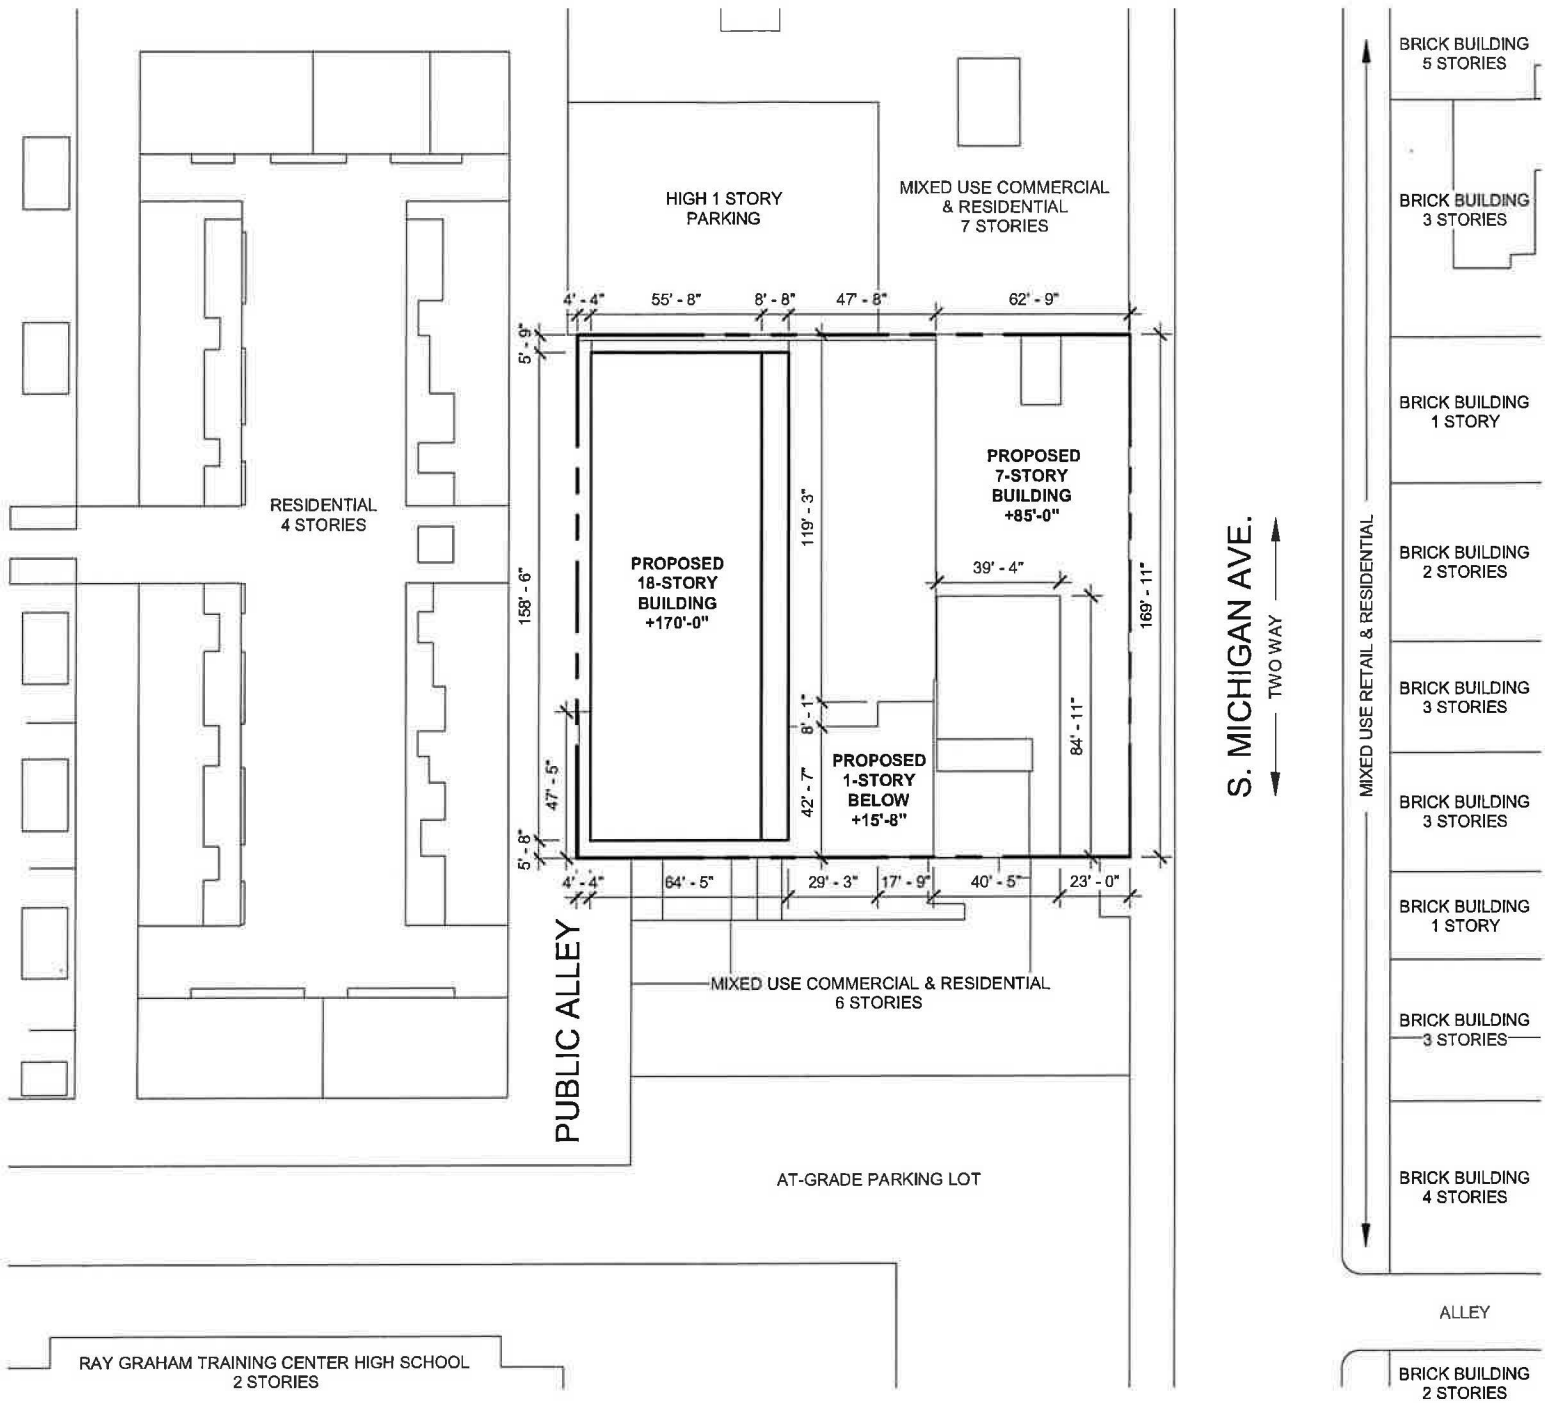 BRICK BUILDING
5 STORIES
HIGH 1 STORY
PARKING
MIXED USE COMMERCIAL
& RESIDENTIAL
7 STORIES
BRICK BUILDING
3 STORIES
4' - 4"
55' - 8"
8' - 8"
47' - 8"
62' - 9"
5' - 9"
BRICK BUILDING
1 STORY
PROPOSED
7-STORY
BUILDING
+85'-0"
RESIDENTIAL
4 STORIES
119' - 3"
PROPOSED
18-STORY
BUILDING
+170'-0"
158' - 6"
39' - 4"
169' - 11"
S. MICHIGAN AVE.
TWO WAY
MIXED USE RETAIL & RESIDENTIAL
BRICK BUILDING
2 STORIES
BRICK BUILDING
3 STORIES
8' - 1"
84' - 11"
PROPOSED
1-STORY
BELOW
+15'-8"
47' - 5"
42' - 7"
BRICK BUILDING
3 STORIES
5' - 8"
4' - 4"
64' - 5"
29' - 3"
17' - 9"
40' - 5"
23' - 0"
BRICK BUILDING
1 STORY
PUBLIC ALLEY
MIXED USE COMMERCIAL & RESIDENTIAL
6 STORIES
BRICK BUILDING
3 STORIES
AT-GRADE PARKING LOT
BRICK BUILDING
4 STORIES
ALLEY
RAY GRAHAM TRAINING CENTER HIGH SCHOOL
2 STORIES
BRICK BUILDING
2 STORIES